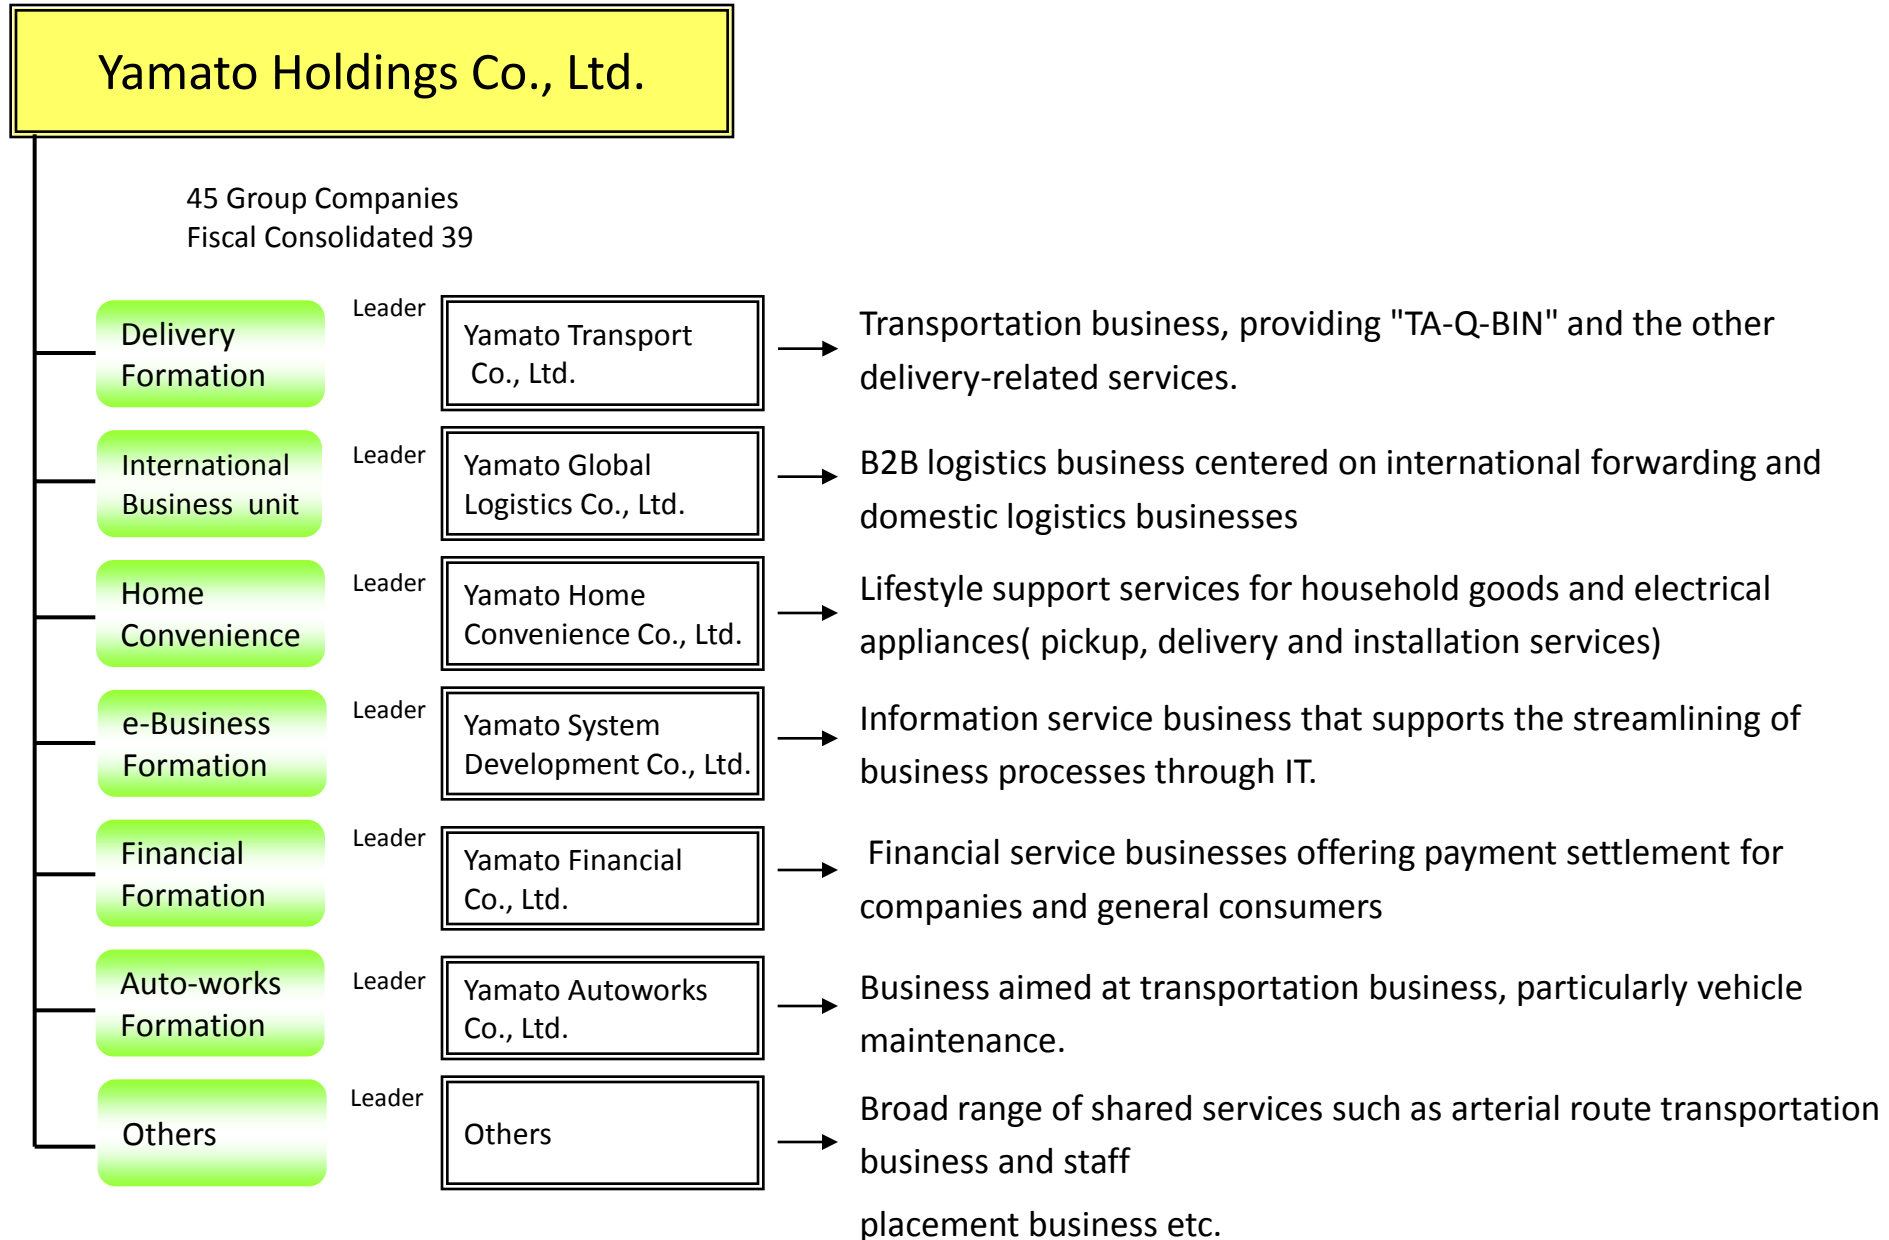 Yamato Holdings Co., Ltd.
45 Group Companies
Fiscal Consolidated 39
Delivery
Formation
Leader
Yamato Transport
Co., Ltd.
Transportation business, providing "TA-Q-BIN" and the other
delivery-related services.
International
Business unit
Leader
Yamato Global
Logistics Co., Ltd.
B2B logistics business centered on international forwarding and
domestic logistics businesses
Home
Convenience
Leader
Yamato Home
Convenience Co., Ltd.
Lifestyle support services for household goods and electrical
appliances( pickup, delivery and installation services)
e-Business
Formation
Leader
Yamato System
Development Co., Ltd.
Information service business that supports the streamlining of
business processes through IT.
Financial
Formation
Leader
Yamato Financial
Co., Ltd.
Financial service businesses offering payment settlement for
companies and general consumers
Auto-works
Formation
Leader
Yamato Autoworks
Co., Ltd.
Business aimed at transportation business, particularly vehicle
maintenance.
Others
Leader
Others
Broad range of shared services such as arterial route transportation
business and staff
placement business etc.